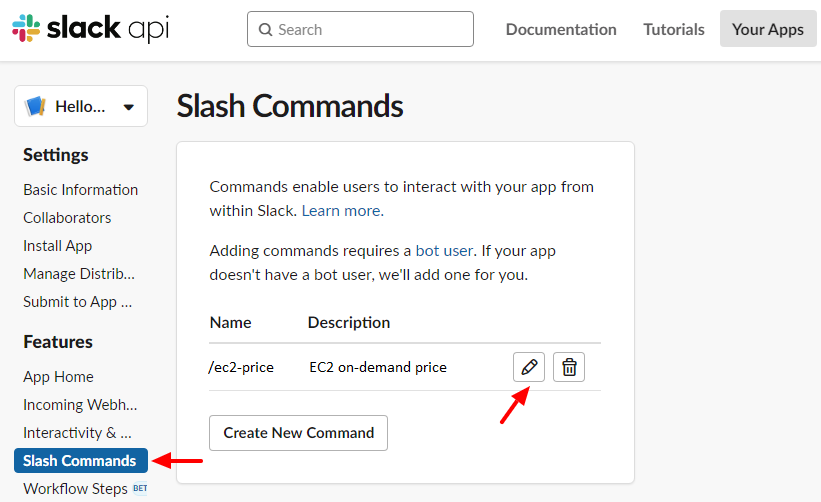 slack api
Search
Documentation
Tutorials
Your Apps
Hello...
Settings
Basic Information
Collaborators
Install App
Manage Distrib...
Submit to App ...
Features
App Home
Incoming Webh...
Interactivity & ...
Slash Commands
Workflow Steps BET
Slash Commands
Commands enable users to interact with your app from
within Slack. Learn more.
Adding commands requires a bot user. If your app
doesn't have a bot user, we'll add one for you.
Name Description
/ec2-price EC2 on-demand price
Create New Command